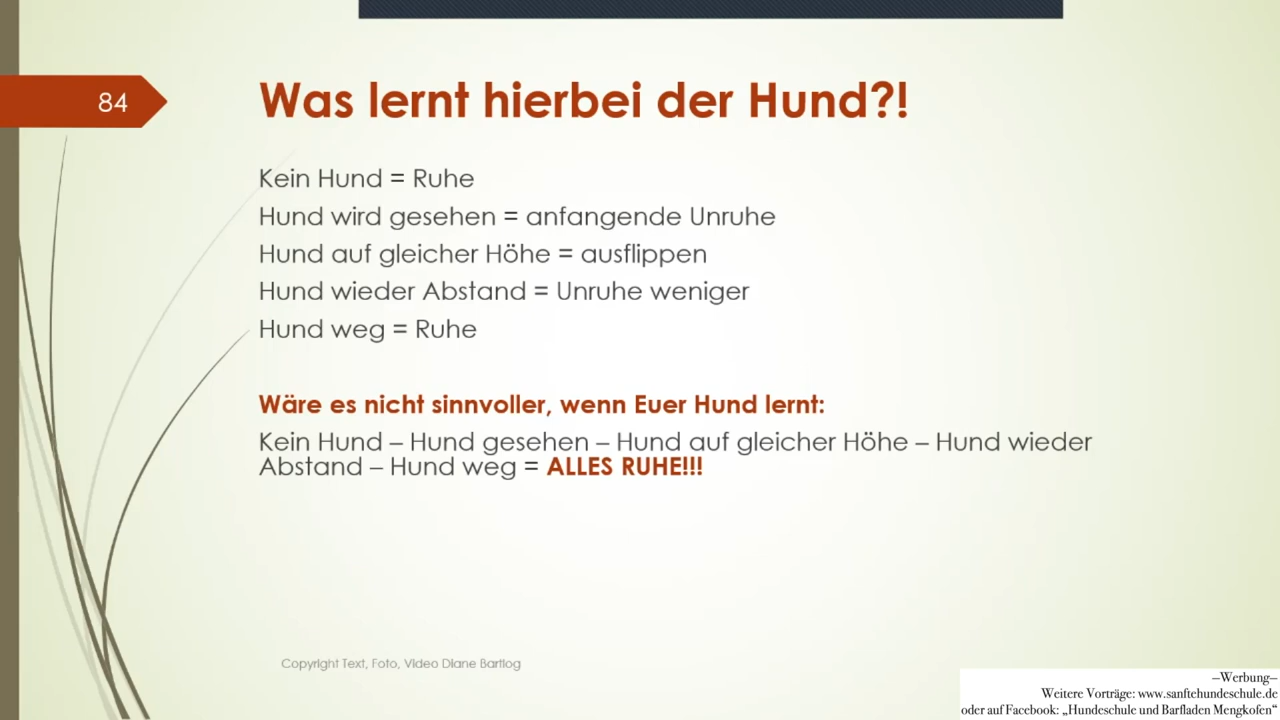 84
Was lernt hierbei der Hund?!
Kein Hund = Ruhe
Hund wird gesehen = anfangende Unruhe
Hund auf gleicher Höhe = ausflippen
Hund wieder Abstand = Unruhe weniger
Hund weg = Ruhe
Wäre es nicht sinnvoller, wenn Euer Hund lernt:
Kein Hund – Hund gesehen – Hund auf gleicher Höhe – Hund wieder
Abstand – Hund weg = ALLES RUHE!!!
Copyright Text, Foto, Video Diane Bartlog
—Werbung—
Weitere Vorträge: www.sanftehundeschule.de
oder auf Facebook: „Hundeschule und Barfladen Mengkofen“